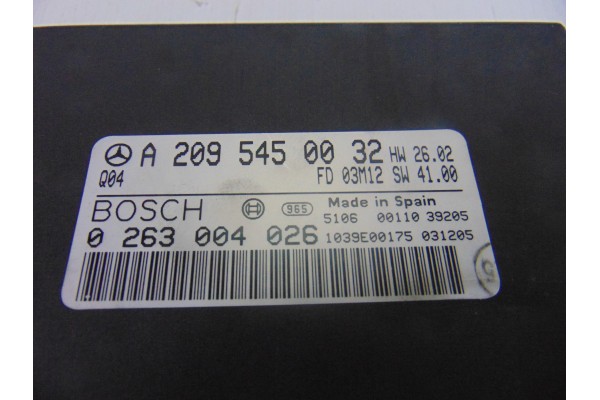 A 209 545 00 32 HW 26.02
Q04 FD 03M12 SW 41.00
BOSCH 965 Made in Spain
5106 00110 39205
0 263 004 026 1039E00175 031205